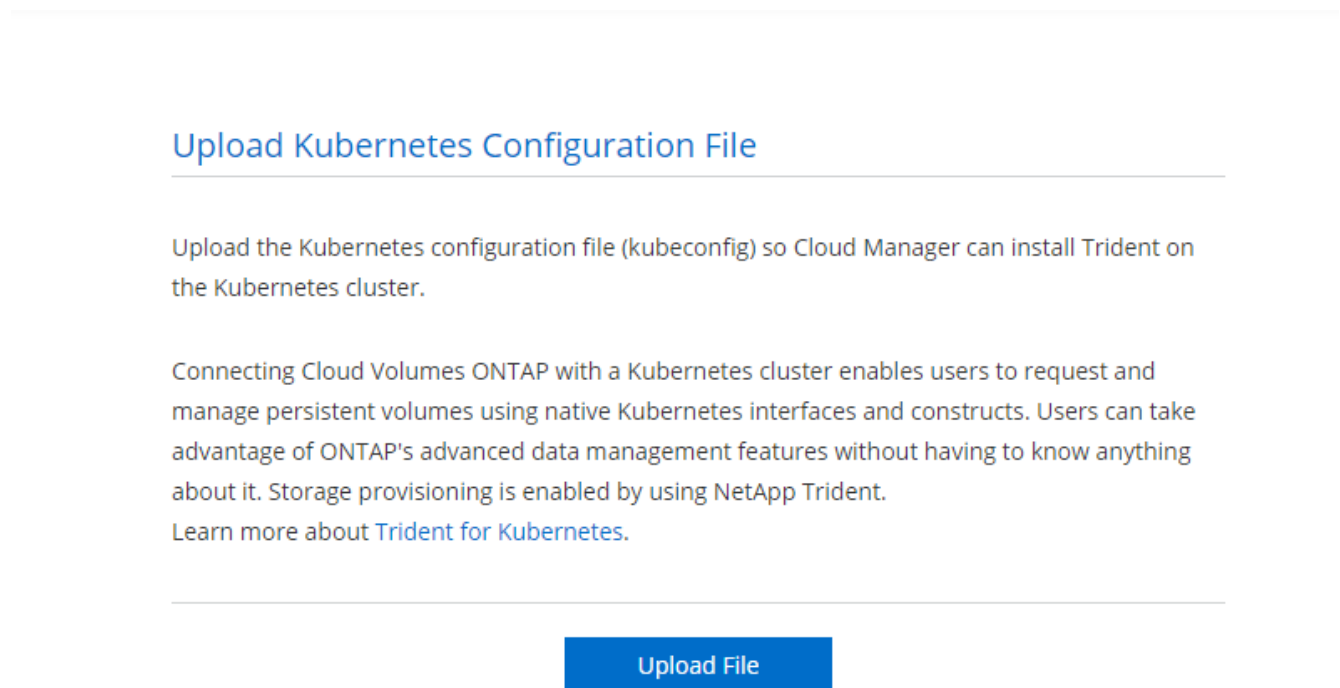 Upload Kubernetes Configuration File
Upload the Kubernetes configuration file (kubeconfig) so Cloud Manager can install Trident on
the Kubernetes cluster.
Connecting Cloud Volumes ONTAP with a Kubernetes cluster enables users to request and
manage persistent volumes using native Kubernetes interfaces and constructs. Users can take
advantage of ONTAP's advanced data management features without having to know anything
about it. Storage provisioning is enabled by using NetApp Trident.
Learn more about Trident for Kubernetes.
Upload File